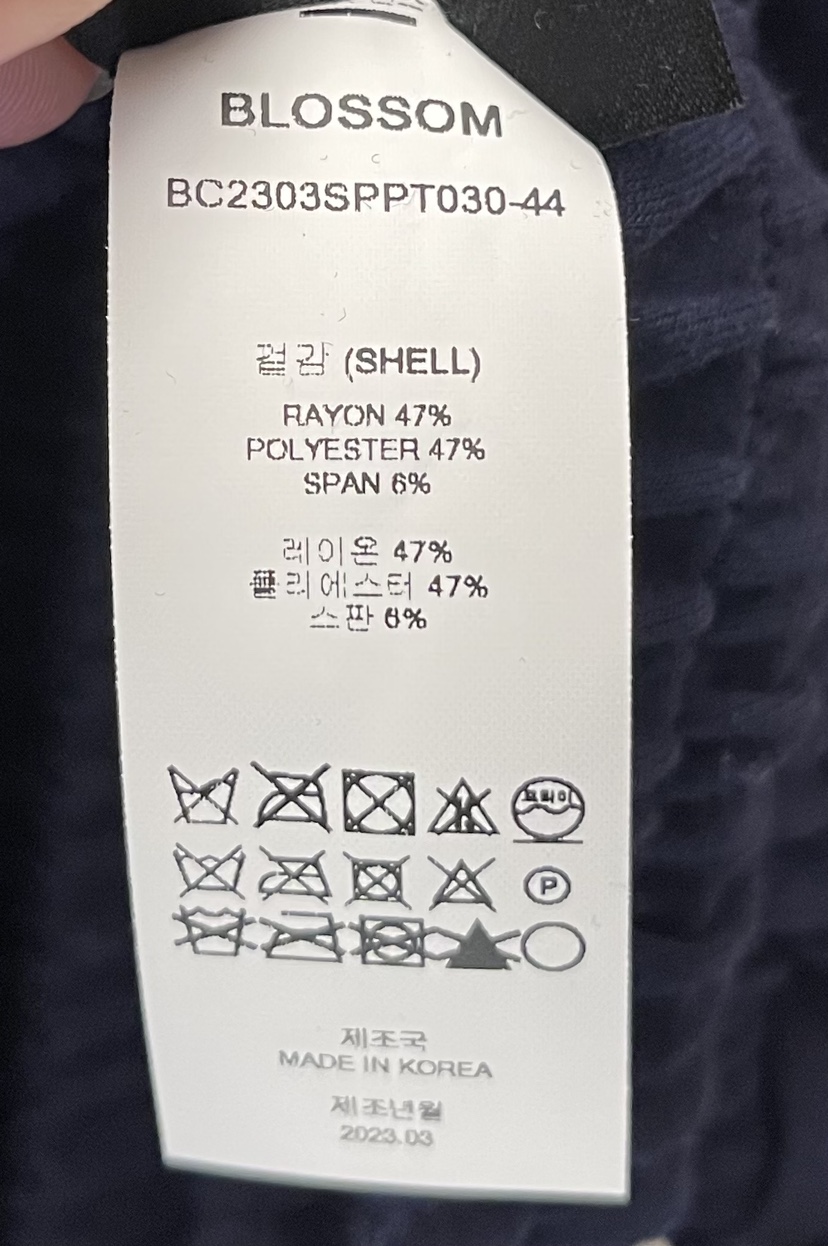 BLOSSOM
BC2303SPPT030-44
겉감 (SHELL)
RAYON 47%
POLYESTER 47%
SPAN 6%
레이온 47%
폴리에스터 47%
스판 6%
드라이
P
제조국
MADE IN KOREA
제조년월
2023.03